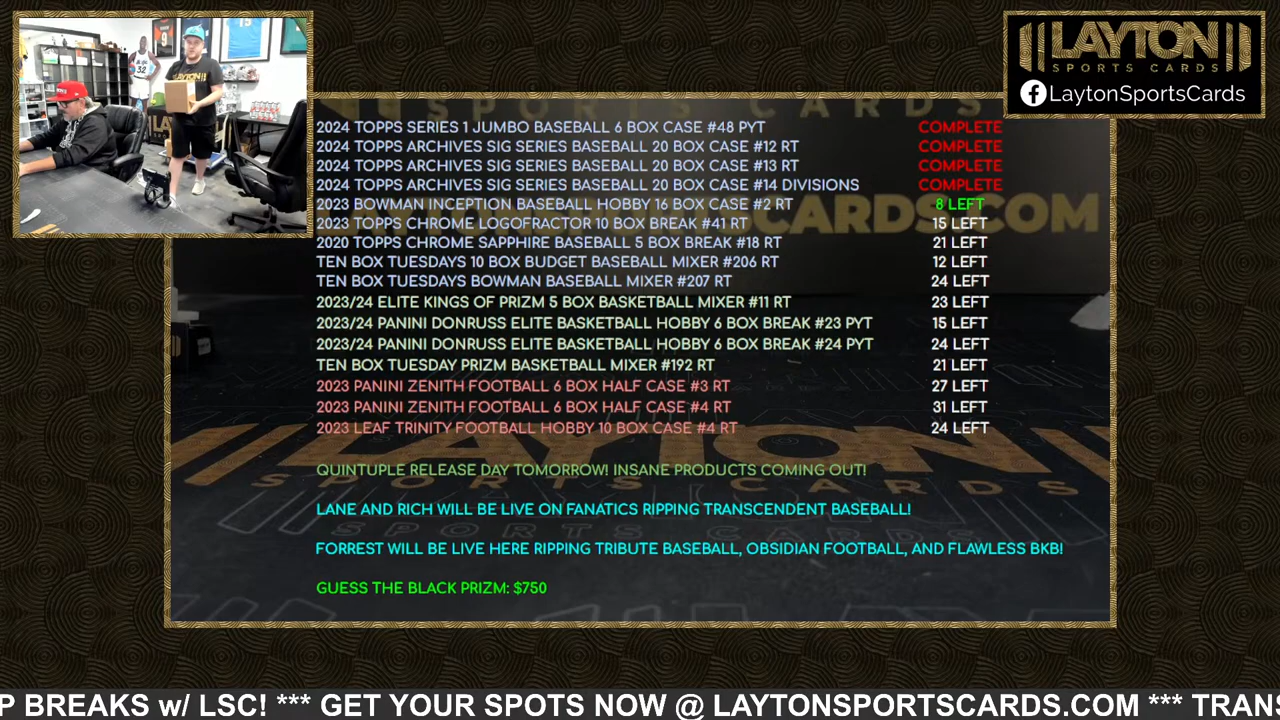 LAYTON
SPORTS CARDS
LaytonSportsCards
2024 TOPPS SERIES 1 JUMBO BASEBALL 6 BOX CASE #48 PYT COMPLETE
2024 TOPPS ARCHIVES SIG SERIES BASEBALL 20 BOX CASE #12 RT COMPLETE
2024 TOPPS ARCHIVES SIG SERIES BASEBALL 20 BOX CASE #13 RT COMPLETE
2024 TOPPS ARCHIVES SIG SERIES BASEBALL 20 BOX CASE #14 DIVISIONS COMPLETE
2023 BOWMAN INCEPTION BASEBALL HOBBY 16 BOX CASE #2 RT 8 LEFT
2023 TOPPS CHROME LOGOFRACTOR 10 BOX BREAK #41 RT 15 LEFT
2020 TOPPS CHROME SAPPHIRE BASEBALL 5 BOX BREAK #18 RT 21 LEFT
TEN BOX TUESDAYS 10 BOX BUDGET BASEBALL MIXER #206 RT 12 LEFT
TEN BOX TUESDAYS BOWMAN BASEBALL MIXER #207 RT 24 LEFT
2023/24 ELITE KINGS OF PRIZM 5 BOX BASKETBALL MIXER #11 RT 23 LEFT
2023/24 PANINI DONRUSS ELITE BASKETBALL HOBBY 6 BOX BREAK #23 PYT 15 LEFT
2023/24 PANINI DONRUSS ELITE BASKETBALL HOBBY 6 BOX BREAK #24 PYT 24 LEFT
TEN BOX TUESDAY PRIZM BASKETBALL MIXER #192 RT 21 LEFT
2023 PANINI ZENITH FOOTBALL 6 BOX HALF CASE #3 RT 27 LEFT
2023 PANINI ZENITH FOOTBALL 6 BOX HALF CASE #4 RT 31 LEFT
2023 LEAF TRINITY FOOTBALL HOBBY 10 BOX CASE #4 RT 24 LEFT
QUINTUPLE RELEASE DAY TOMORROW! INSANE PRODUCTS COMING OUT!
LANE AND RICH WILL BE LIVE ON FANATICS RIPPING TRANSCENDENT BASEBALL!
FORREST WILL BE LIVE HERE RIPPING TRIBUTE BASEBALL, OBSIDIAN FOOTBALL, AND FLAWLESS BKB!
GUESS THE BLACK PRIZM: $750
P BREAKS w/ LSC! *** GET YOUR SPOTS NOW @ LAYTONSPORTSCARDS.COM *** TRANS